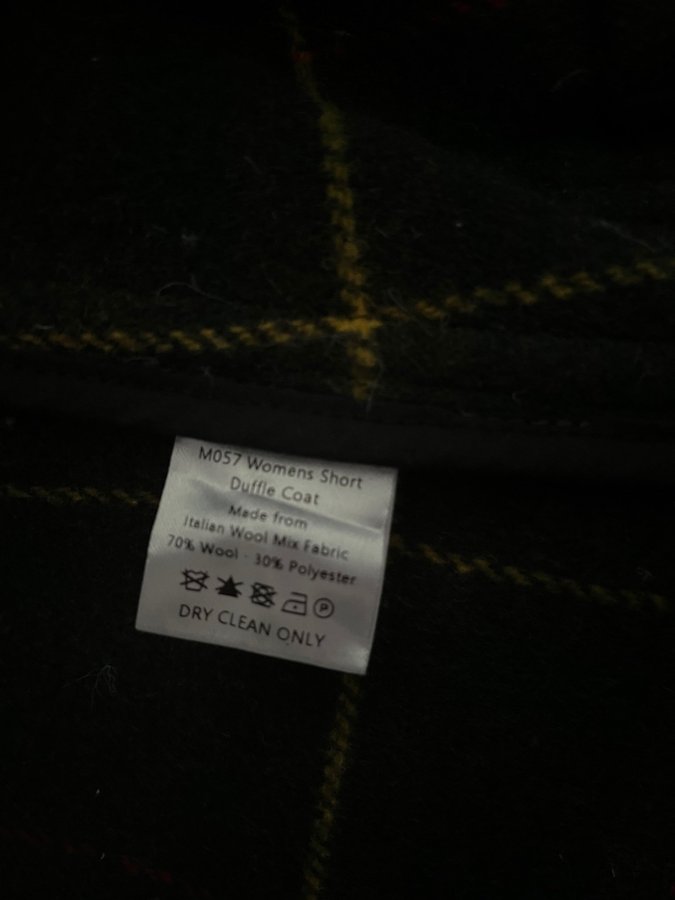 M057 Womens Short
Duffle Coat
Made from
Italian Wool Mix Fabric
70% Wool - 30% Polyester
P
DRY CLEAN ONLY